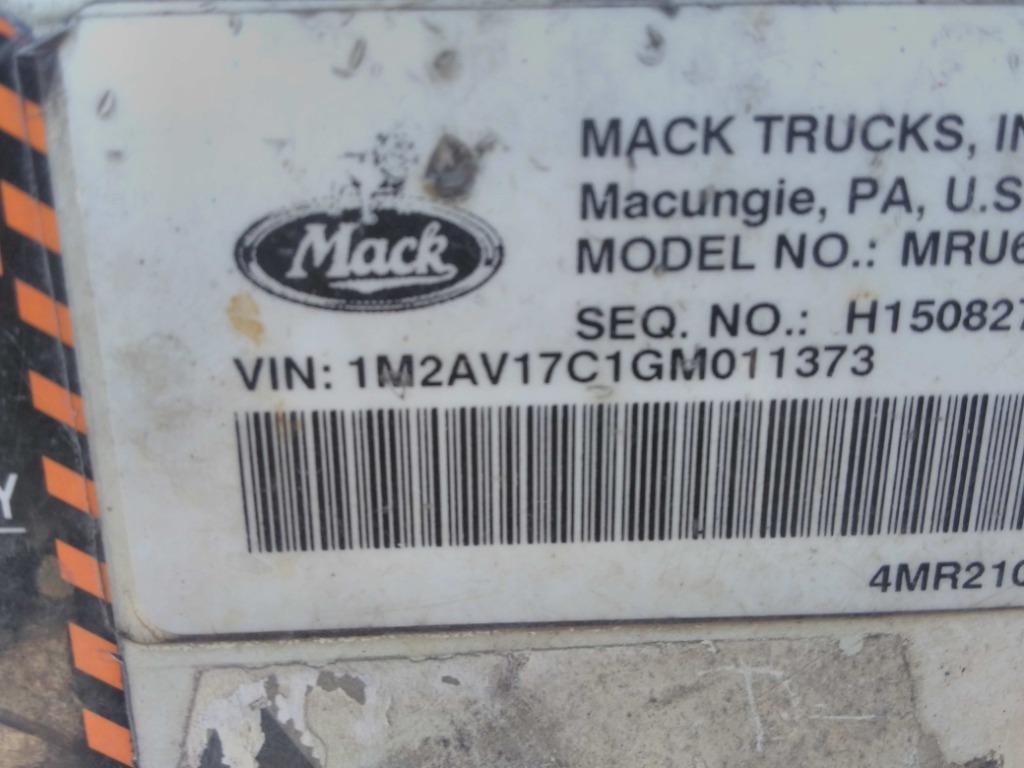 MACK TRUCKS, IN
Macungie, PA, U.S
Mack
MODEL NO.: MRU6
SEQ. NO.: H150827
VIN: 1M2AV17C1GM011373
4MR210
Y